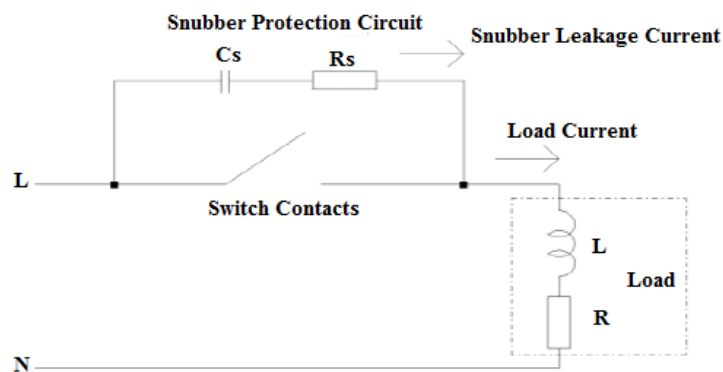 Snubber Protection Circuit
Snubber Leakage Current
Cs
Rs
Load Current
L
Switch Contacts
L
Load
R
N